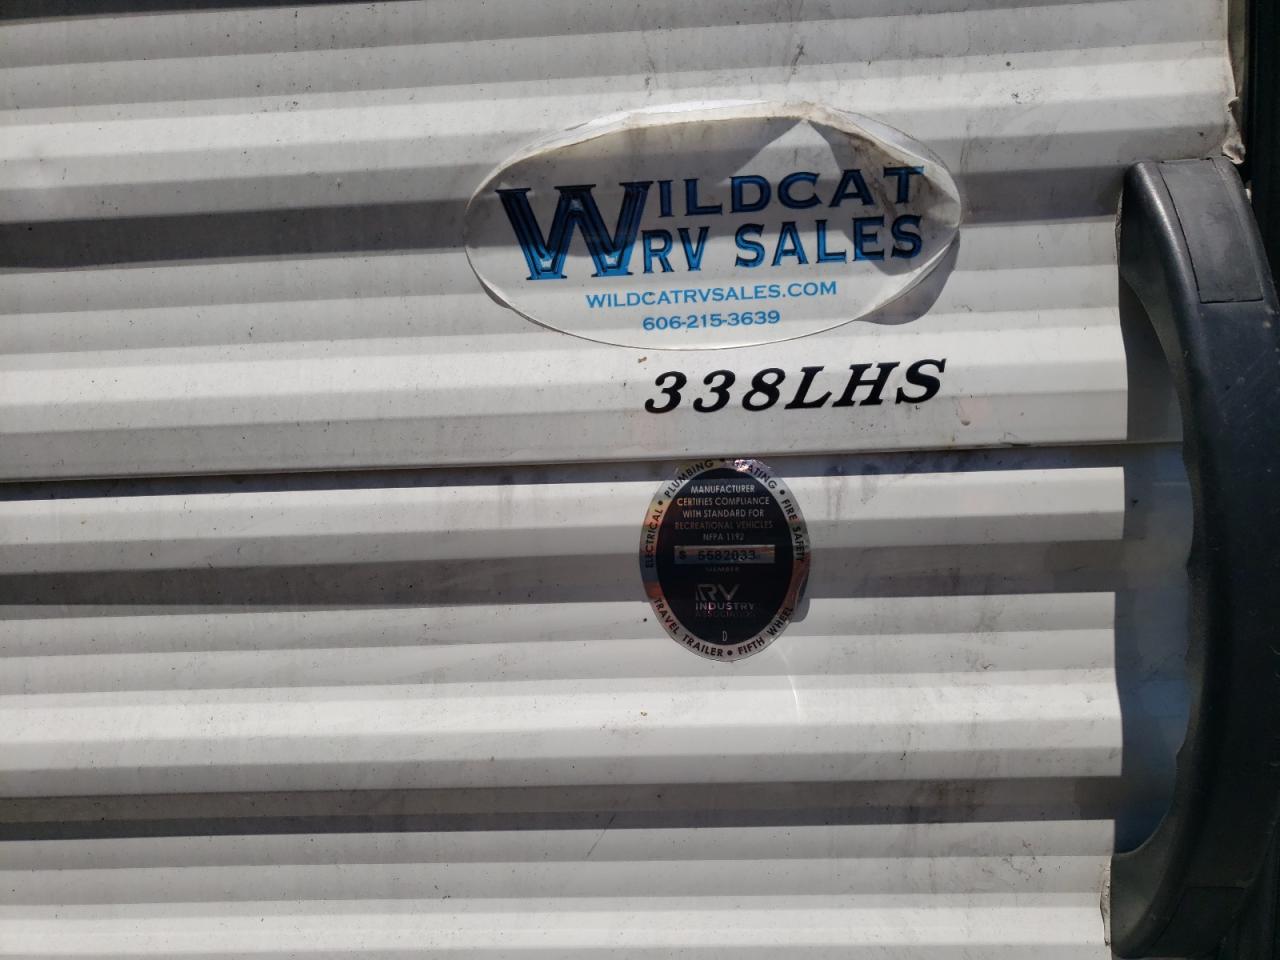 WILDCAT
RV SALES
WILDCATRVSALES.COM
606-215-3639
338LHS
ELECTRICAL • PLUMBING • HEATING • FIRE SAFETY
MANUFACTURER
CERTIFIES COMPLIANCE
WITH STANDARD FOR
RECREATIONAL VEHICLES
NFPA 1192
5582033
MEMBER
RV
INDUSTRY
ASSOCIATION
D
TRAVEL TRAILER • FIFTH WHEEL